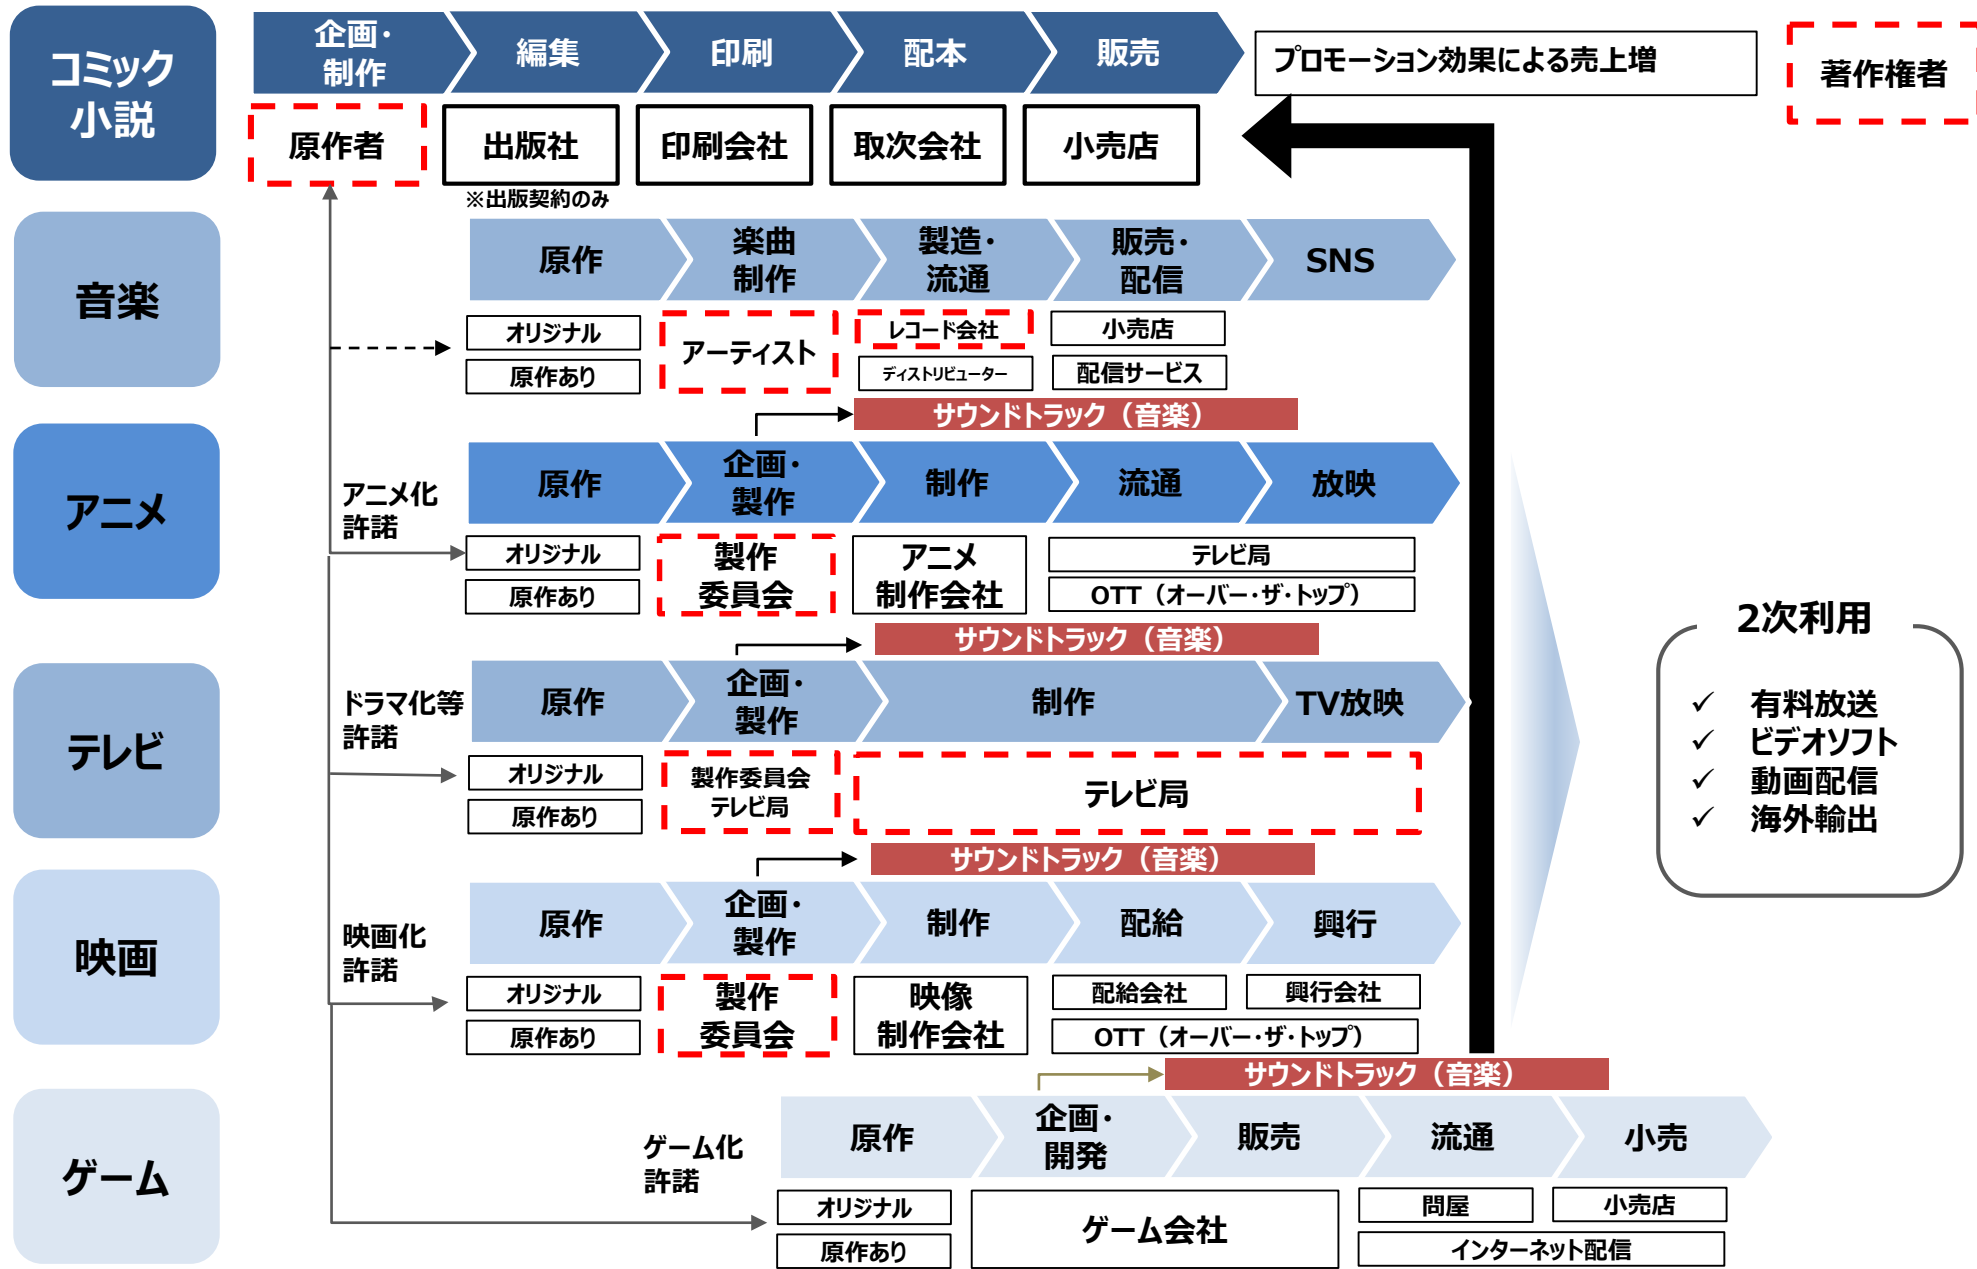 コミック
小説
企画・
制作
編集
印刷
配本
販売
プロモーション効果による売上増
著作権者
原作者
出版社
印刷会社
取次会社
小売店
※出版契約のみ
音楽
原作
楽曲
制作
製造・
流通
販売・
配信
SNS
オリジナル
原作あり
アーティスト
レコード会社
ディストリビューター
小売店
配信サービス
サウンドトラック（音楽）
アニメ
アニメ化
許諾
原作
企画・
製作
制作
流通
放映
オリジナル
原作あり
製作
委員会
アニメ
制作会社
テレビ局
OTT（オーバー・ザ・トップ）
サウンドトラック（音楽）
テレビ
ドラマ化等
許諾
原作
企画・
製作
制作
TV放映
オリジナル
原作あり
製作委員会
テレビ局
テレビ局
サウンドトラック（音楽）
映画
映画化
許諾
原作
企画・
製作
制作
配給
興行
オリジナル
原作あり
製作
委員会
映像
制作会社
配給会社
興行会社
OTT（オーバー・ザ・トップ）
サウンドトラック（音楽）
ゲーム
ゲーム化
許諾
原作
企画・
開発
販売
流通
小売
オリジナル
原作あり
ゲーム会社
問屋
小売店
インターネット配信
2次利用
✓ 有料放送
✓ ビデオソフト
✓ 動画配信
✓ 海外輸出